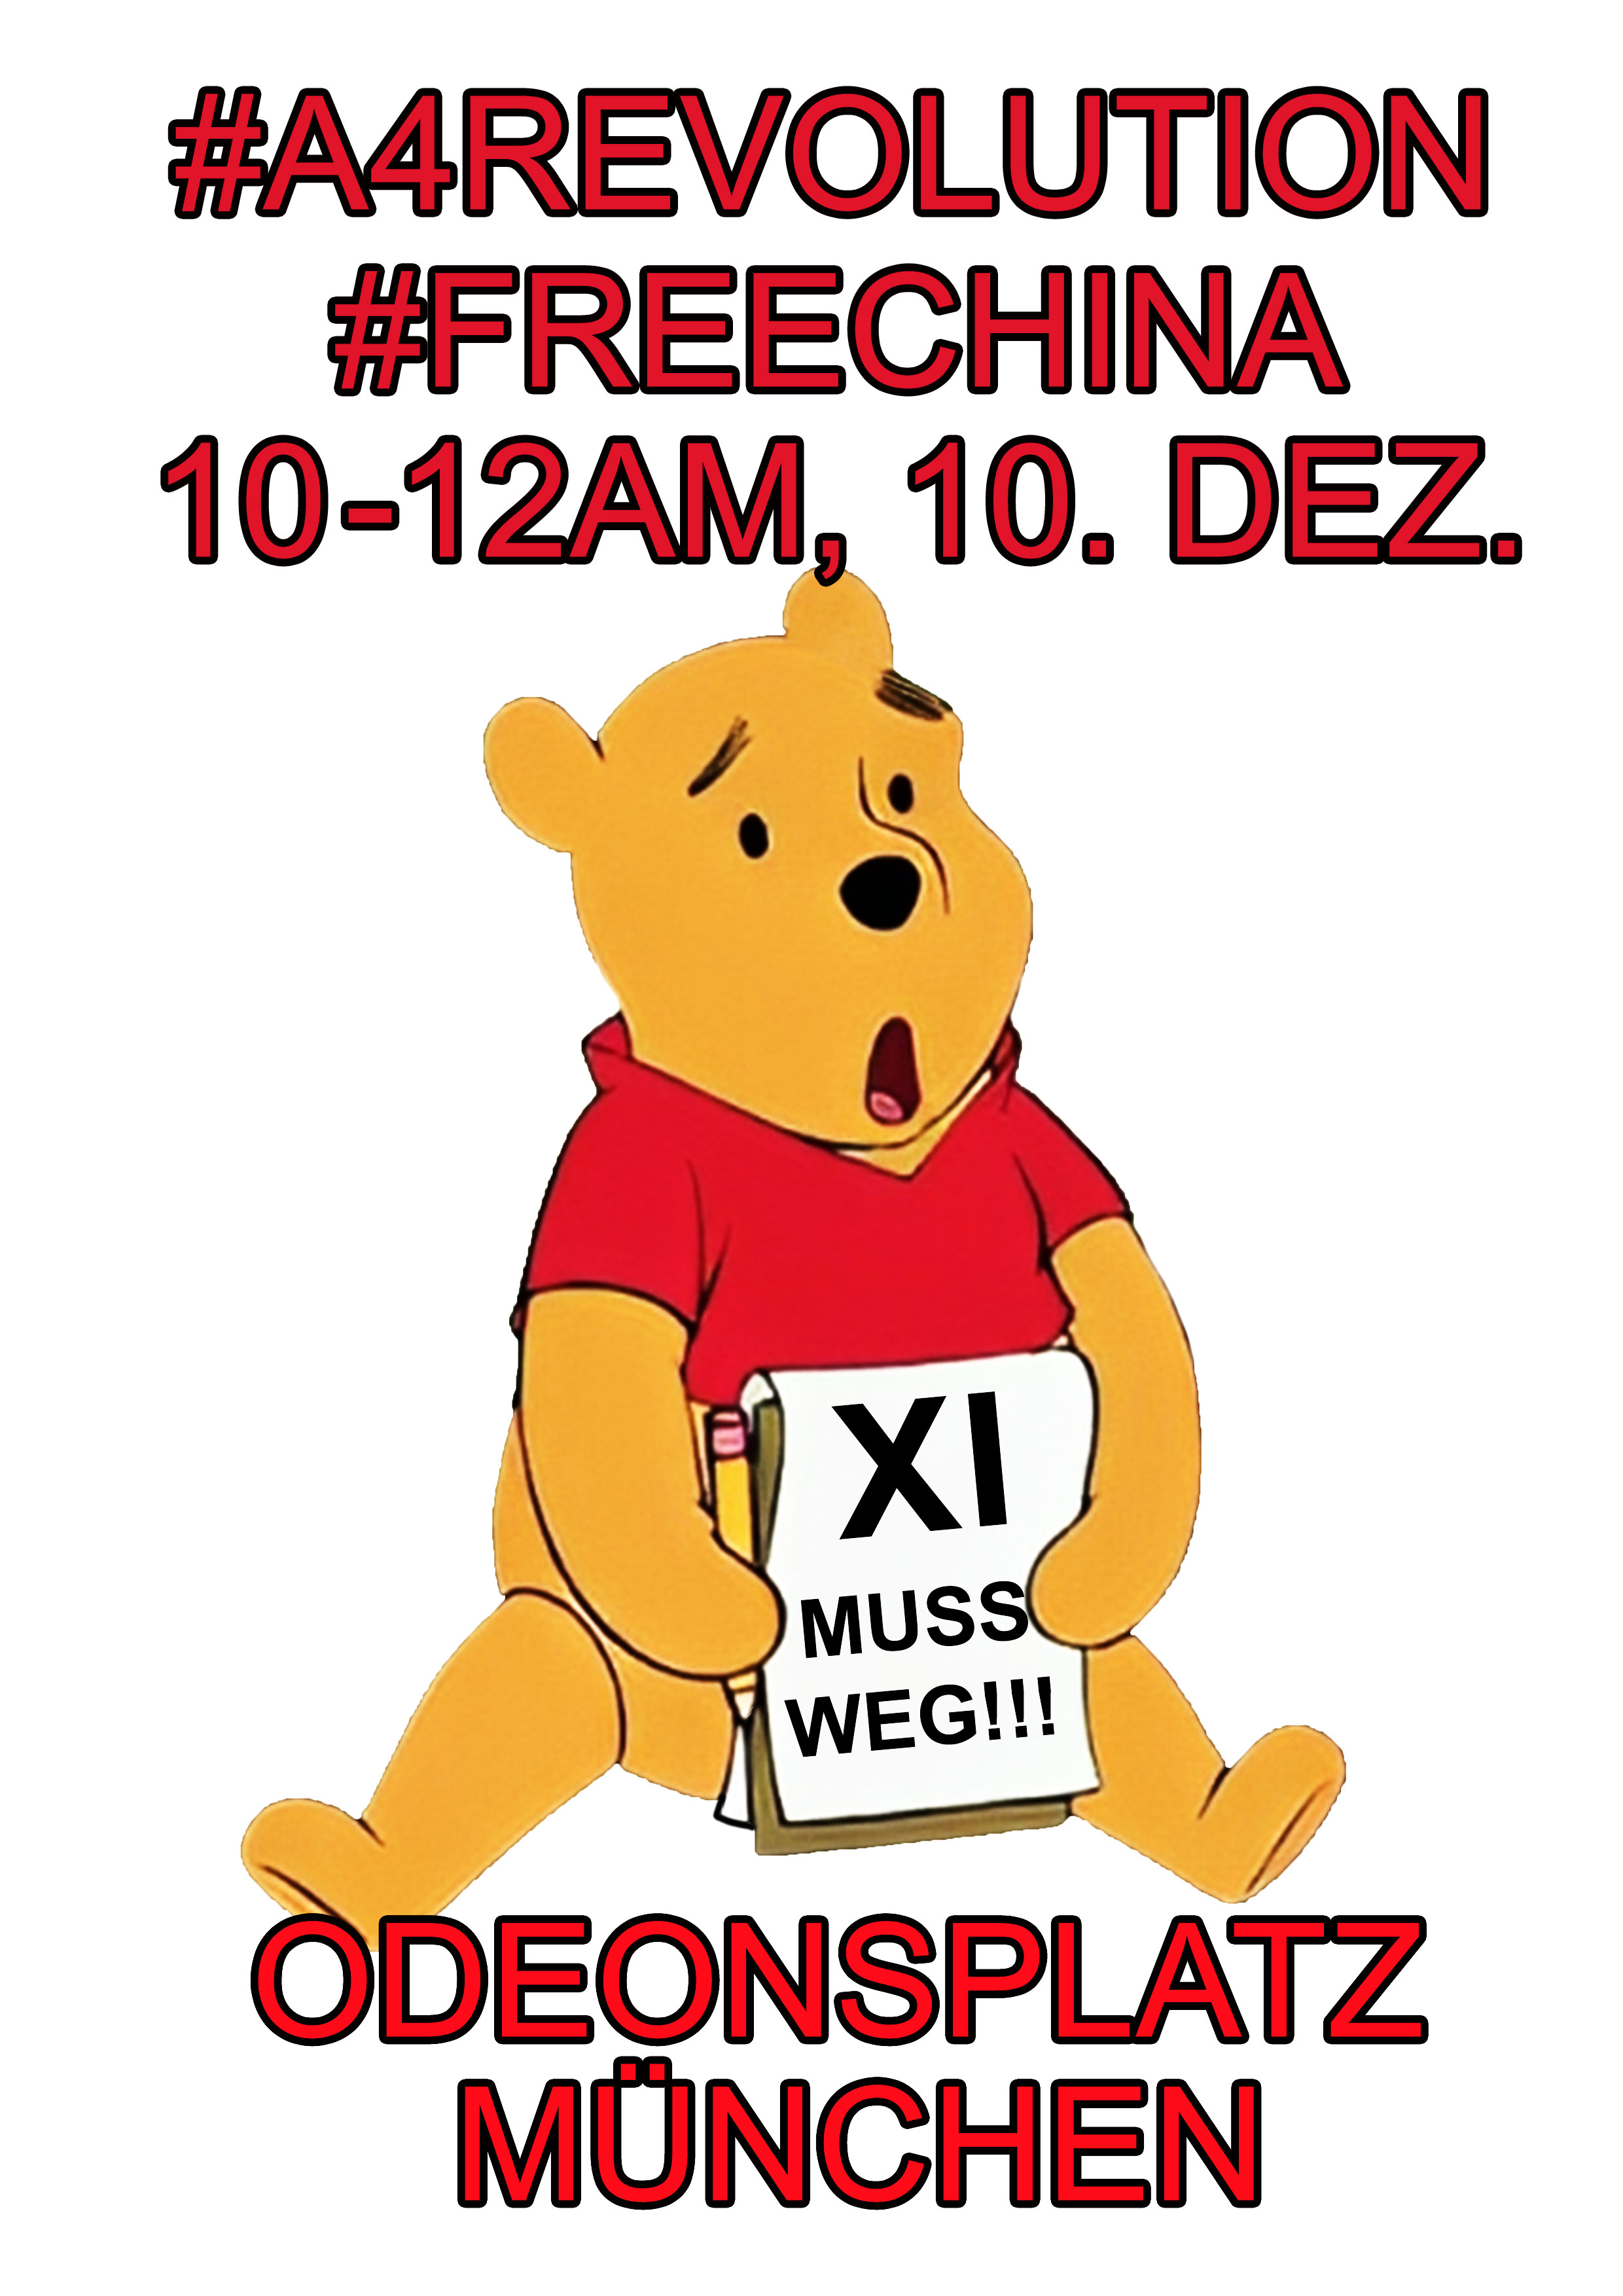 #A4REVOLUTION
#FREECHINA
10-12AM, 10. DEZ.
XI
MUSS
WEG!!!
ODEONSPLATZ
MÜNCHEN